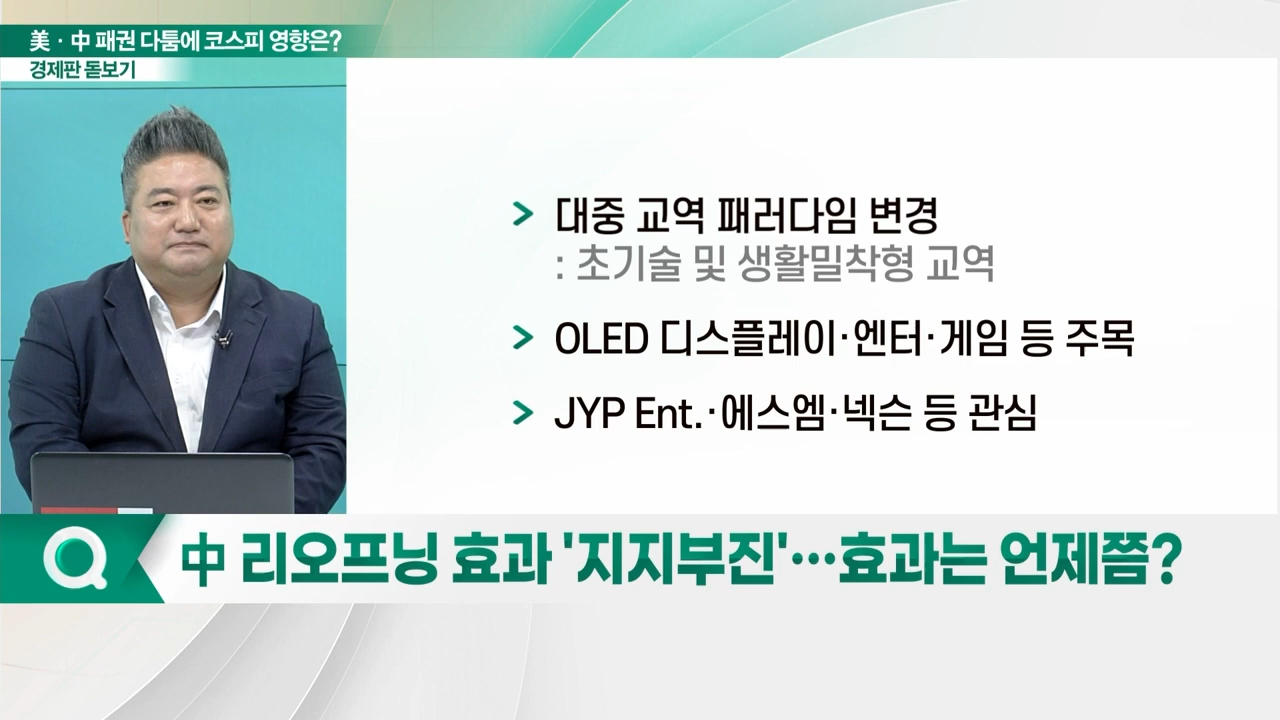 美·中 패권 다툼에 코스피 영향은?
경제판 돋보기
> 대중 교역 패러다임 변경
: 초기술 및 생활밀착형 교역
> OLED 디스플레이·엔터·게임 등 주목
> JYP Ent.·에스엠·넥슨 등 관심
Q 中 리오프닝 효과 '지지부진'…효과는 언제쯤?